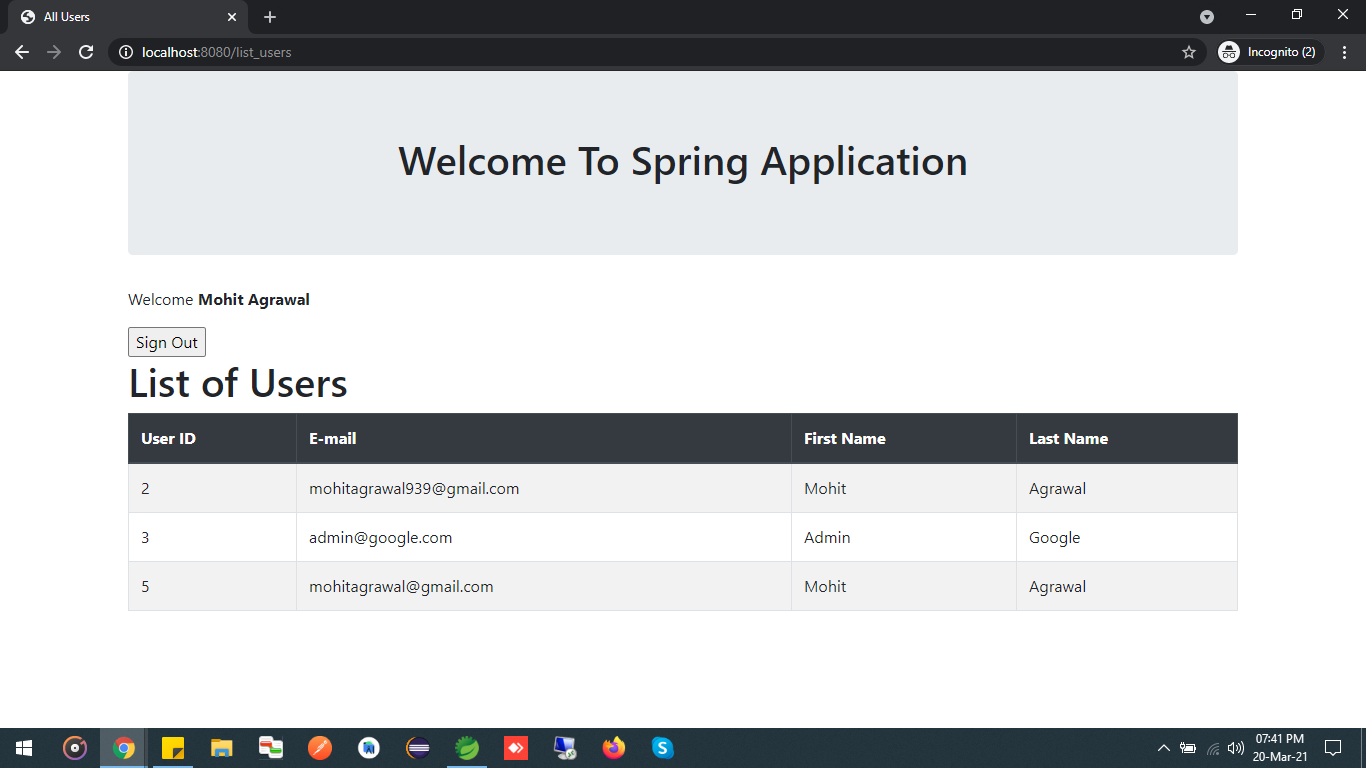 All Users
localhost:8080/list_users
Incognito (2)
Welcome To Spring Application
Welcome Mohit Agrawal
Sign Out
List of Users
User ID E-mail First Name Last Name
2 mohitagrawal939@gmail.com Mohit Agrawal
3 admin@google.com Admin Google
5 mohitagrawal@gmail.com Mohit Agrawal
07:41 PM
20-Mar-21